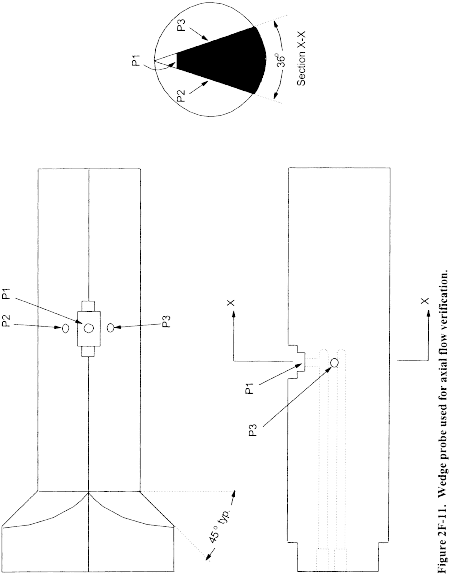 P1
P3
P2
36°
Section X-X
P1
P2
P3
45° typ.
X
X
P1
P3
Figure 2F-11. Wedge probe used for axial flow verification.